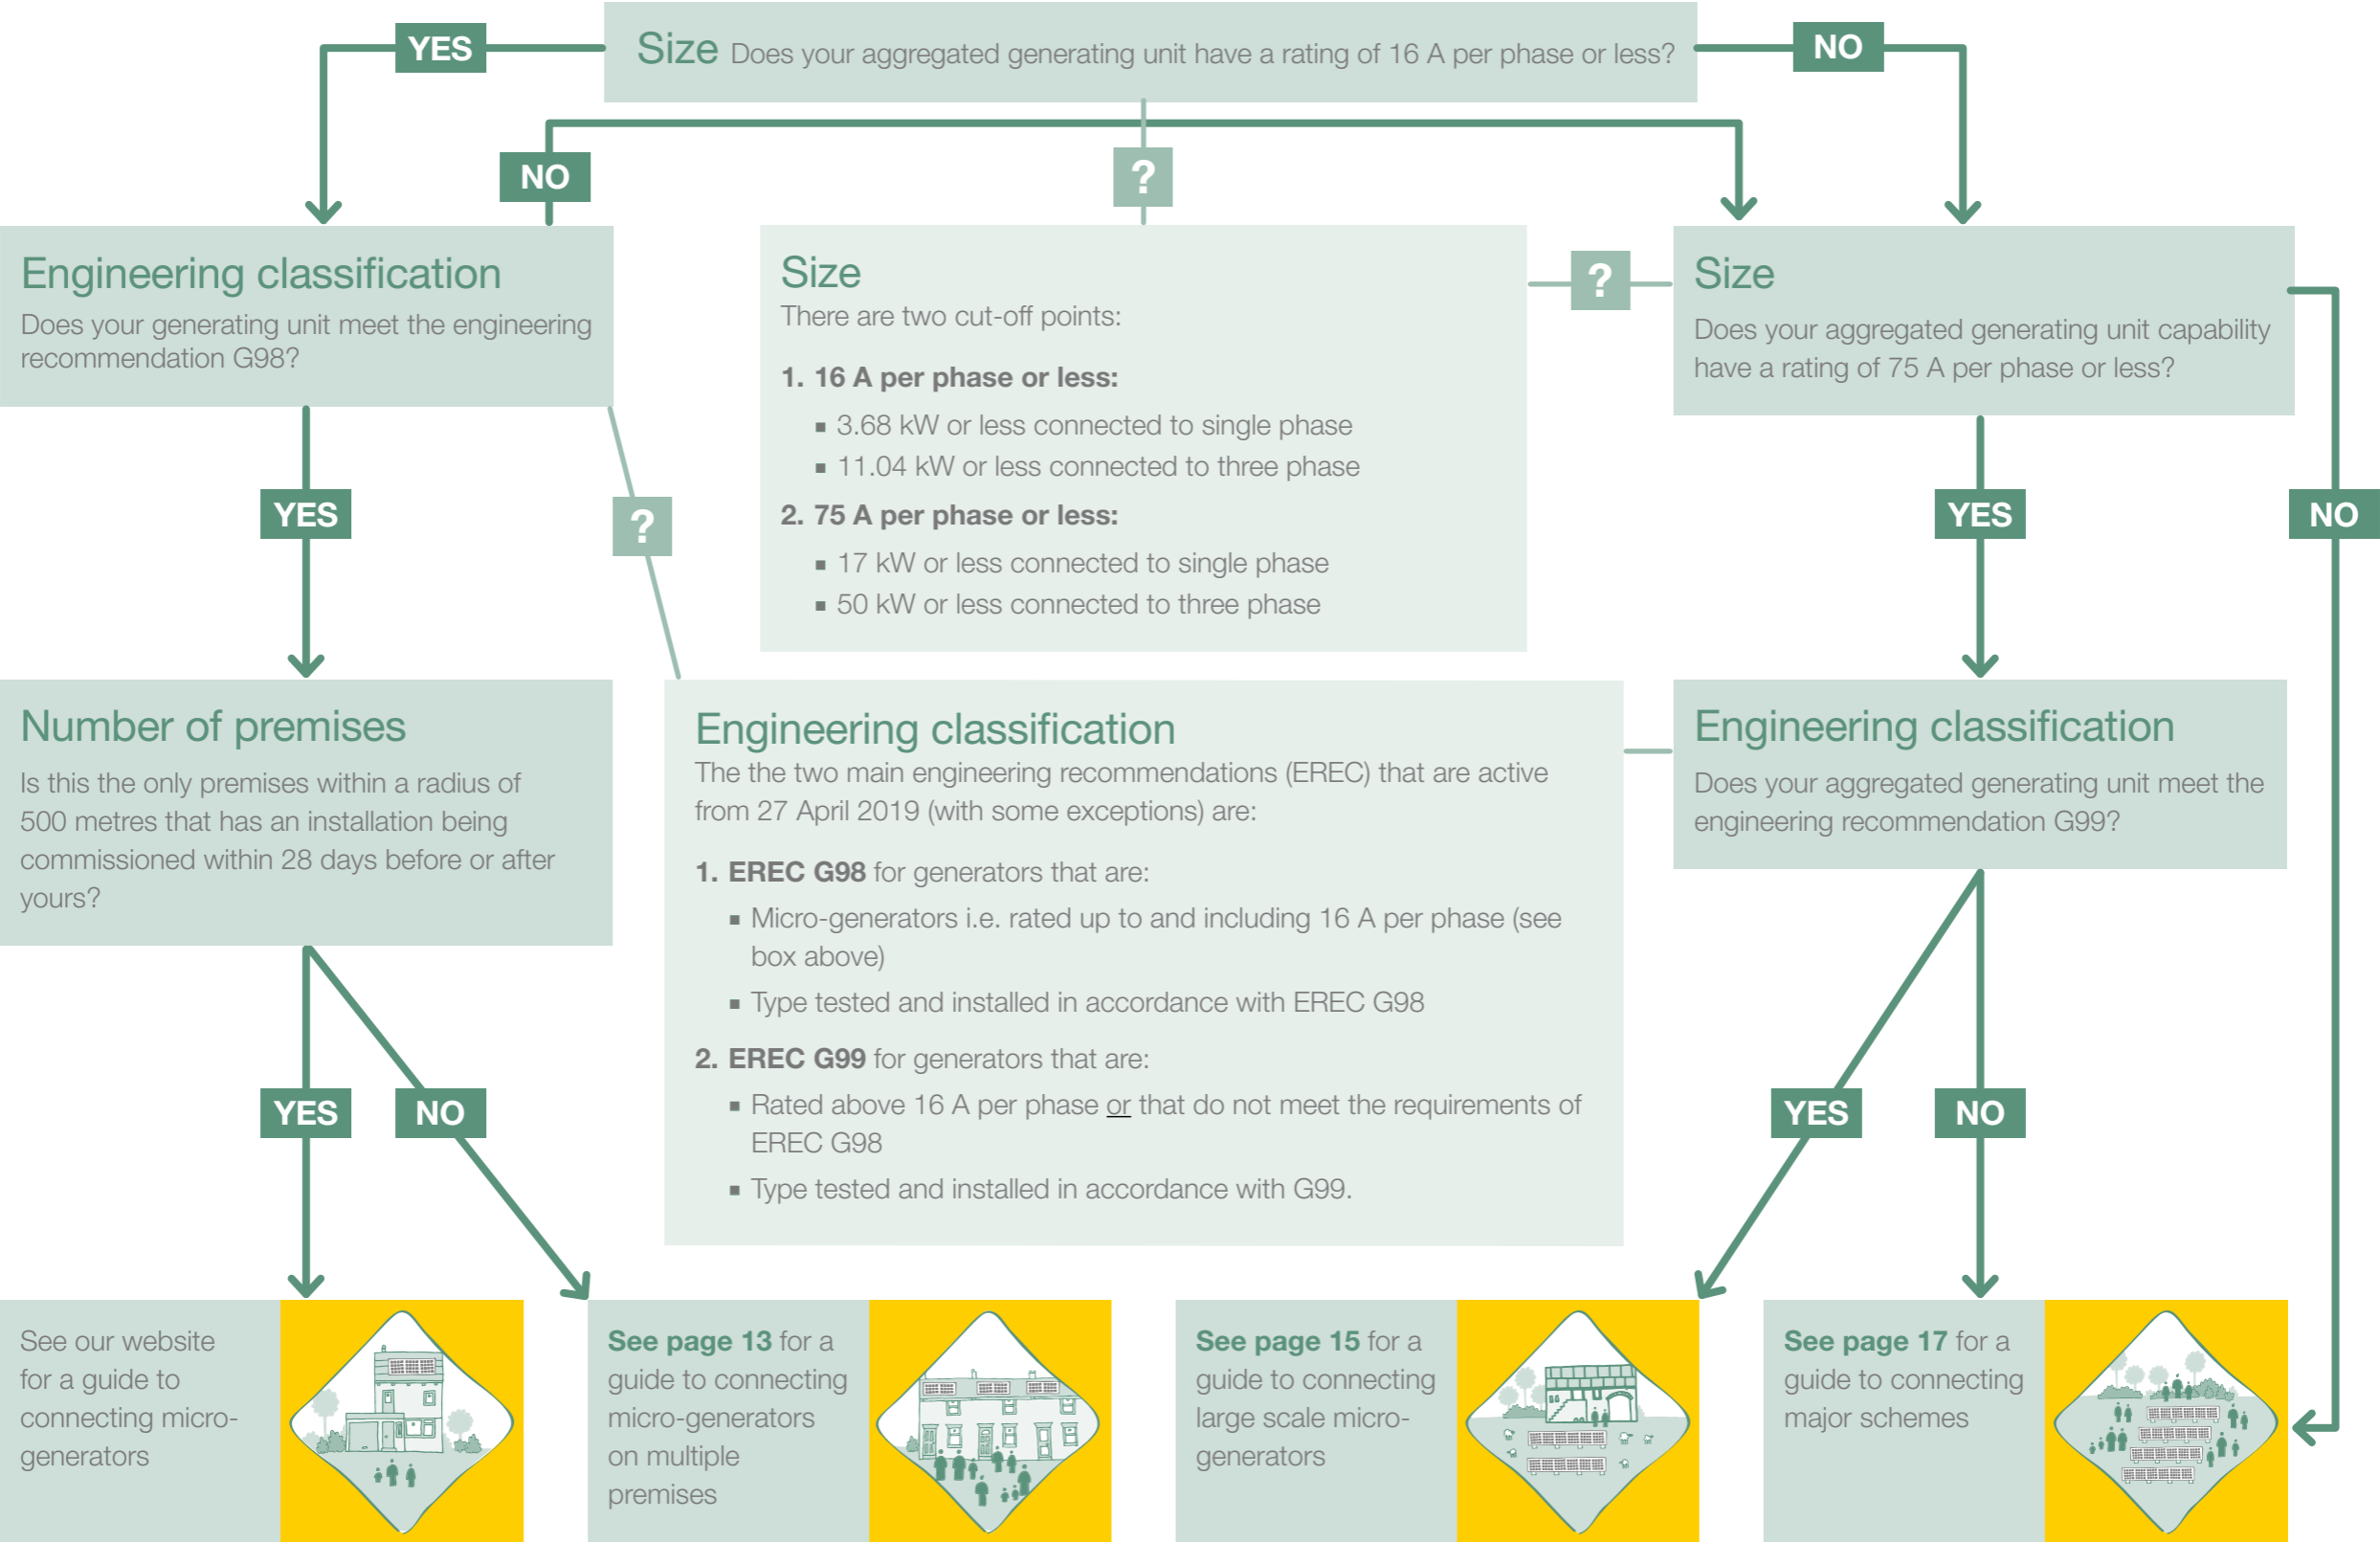 YES
Size Does your aggregated generating unit have a rating of 16 A per phase or less?
NO
NO
?
Engineering classification
Does your generating unit meet the engineering
recommendation G98?
Size
There are two cut-off points:
1. 16 A per phase or less:
■ 3.68 kW or less connected to single phase
■ 11.04 kW or less connected to three phase
2. 75 A per phase or less:
■ 17 kW or less connected to single phase
■ 50 kW or less connected to three phase
?
Size
Does your aggregated generating unit capability
have a rating of 75 A per phase or less?
YES
?
YES
NO
Number of premises
Is this the only premises within a radius of
500 metres that has an installation being
commissioned within 28 days before or after
yours?
Engineering classification
The the two main engineering recommendations (EREC) that are active
from 27 April 2019 (with some exceptions) are:
1. EREC G98 for generators that are:
■ Micro-generators i.e. rated up to and including 16 A per phase (see
box above)
■ Type tested and installed in accordance with EREC G98
2. EREC G99 for generators that are:
■ Rated above 16 A per phase or that do not meet the requirements of
EREC G98
■ Type tested and installed in accordance with G99.
Engineering classification
Does your aggregated generating unit meet the
engineering recommendation G99?
YES
NO
YES
NO
See our website
for a guide to
connecting micro-
generators
See page 13 for a
guide to connecting
micro-generators
on multiple
premises
See page 15 for a
guide to connecting
large scale micro-
generators
See page 17 for a
guide to connecting
major schemes